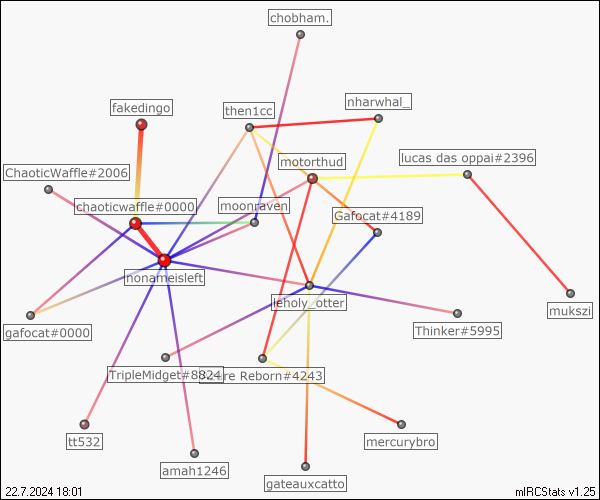 chobham.
fakedingo
nharwhal_
then1cc
motorthud
lucas das oppai#2396
ChaoticWaffle#2006
chaoticwaffle#0000
moonraven
Gafocat#4189
nonameisleft
leholy_otter
gafocat#0000
Thinker#5995
mukszi
TripleMidget#8824
Reborn#4243
tt532
mercurybro
amah1246
gateauxcatto
22.7.2024 18:01
mIRCStats v1.25